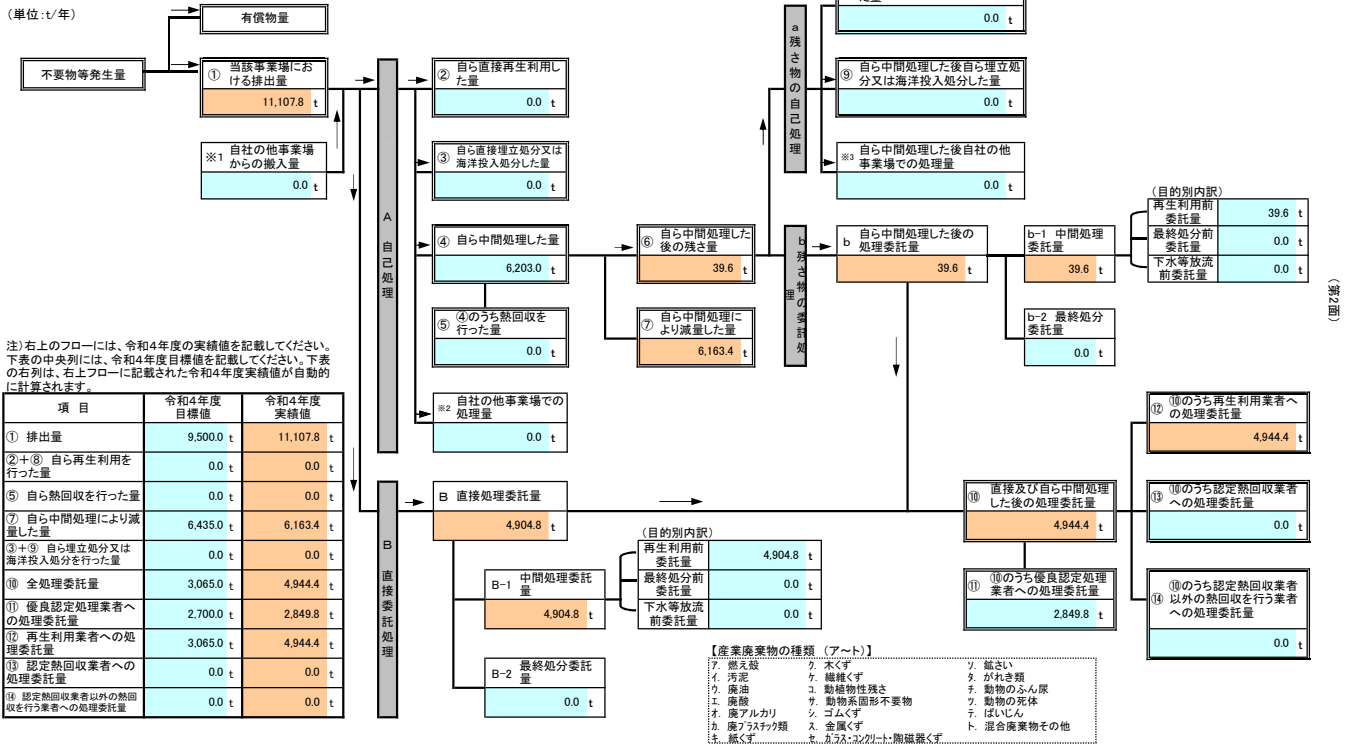 (単位:t/年)
有償物量
不要物等発生量
① 当該事業場にお
ける排出量
11,107.8 t
※1 自社の他事業場
からの搬入量
0.0 t
A 自己処理
② 自ら直接再生利用し
た量
0.0 t
③ 自ら直接埋立処分又は
海洋投入処分した量
0.0 t
④ 自ら中間処理した量
6,203.0 t
⑤ ④のうち熱回収を
行った量
0.0 t
※2 自社の他事業場での
処理量
0.0 t
⑥ 自ら中間処理した
後の残さ量
39.6 t
⑦ 自ら中間処理に
より減量した量
6,163.4 t
a 残さ物の自己処理
0.0 t
⑨ 自ら中間処理した後自ら埋立処
分又は海洋投入処分した量
0.0 t
※3 自ら中間処理した後自社の他
事業場での処理量
0.0 t
b 残さ物の委託処理
b 自ら中間処理した後の
処理委託量
39.6 t
b-1 中間処理
委託量
39.6 t
b-2 最終処分
委託量
0.0 t
(目的別内訳)
再生利用前
委託量
39.6 t
最終処分前
委託量
0.0 t
下水等放流
前委託量
0.0 t
(第2面)
注)右上のフローには、令和4年度の実績値を記載してください。
下表の中央列には、令和4年度目標値を記載してください。下表
の右列は、右上フローに記載された令和4年度実績値が自動的
に計算されます。
項 目 令和4年度 目標値 令和4年度 実績値
① 排出量 9,500.0 t 11,107.8 t
②+⑧ 自ら再生利用を
行った量 0.0 t 0.0 t
⑤ 自ら熱回収を行った量 0.0 t 0.0 t
⑦ 自ら中間処理により減
量した量 6,435.0 t 6,163.4 t
③+⑨ 自ら埋立処分又は
海洋投入処分を行った量 0.0 t 0.0 t
⑩ 全処理委託量 3,065.0 t 4,944.4 t
⑪ 優良認定処理業者へ
の処理委託量 2,700.0 t 2,849.8 t
⑫ 再生利用業者への処
理委託量 3,065.0 t 4,944.4 t
⑬ 認定熱回収業者への
処理委託量 0.0 t 0.0 t
⑭ 認定熱回収業者以外の熱回
収を行う業者への処理委託量 0.0 t 0.0 t
B 直接委託処理
B 直接処理委託量
4,904.8 t
B-1 中間処理委託
量
4,904.8 t
B-2 最終処分委託
量
0.0 t
(目的別内訳)
再生利用前
委託量
4,904.8 t
最終処分前
委託量
0.0 t
下水等放流
前委託量
0.0 t
⑩ 直接及び自ら中間処理
した後の処理委託量
4,944.4 t
⑪ ⑩のうち優良認定処理
業者への処理委託量
2,849.8 t
⑫ ⑩のうち再生利用業者へ
の処理委託量
4,944.4 t
⑬ ⑩のうち認定熱回収業者
への処理委託量
0.0 t
⑭ ⑩のうち認定熱回収業者
以外の熱回収を行う業者
への処理委託量
0.0 t
【産業廃棄物の種類 (ア~ト)】
ア. 燃え殻 ク. 木くず ソ. 鉱さい
イ. 汚泥 ケ. 繊維くず タ. がれき類
ウ. 廃油 コ. 動植物性残さ チ. 動物のふん尿
エ. 廃酸 サ. 動物系固形不要物 ツ. 動物の死体
オ. 廃アルカリ シ. ゴムくず テ. ばいじん
カ. 廃プラスチック類 ス. 金属くず ト. 混合廃棄物その他
キ. 紙くず セ. ガラス・コンクリート・陶磁器くず